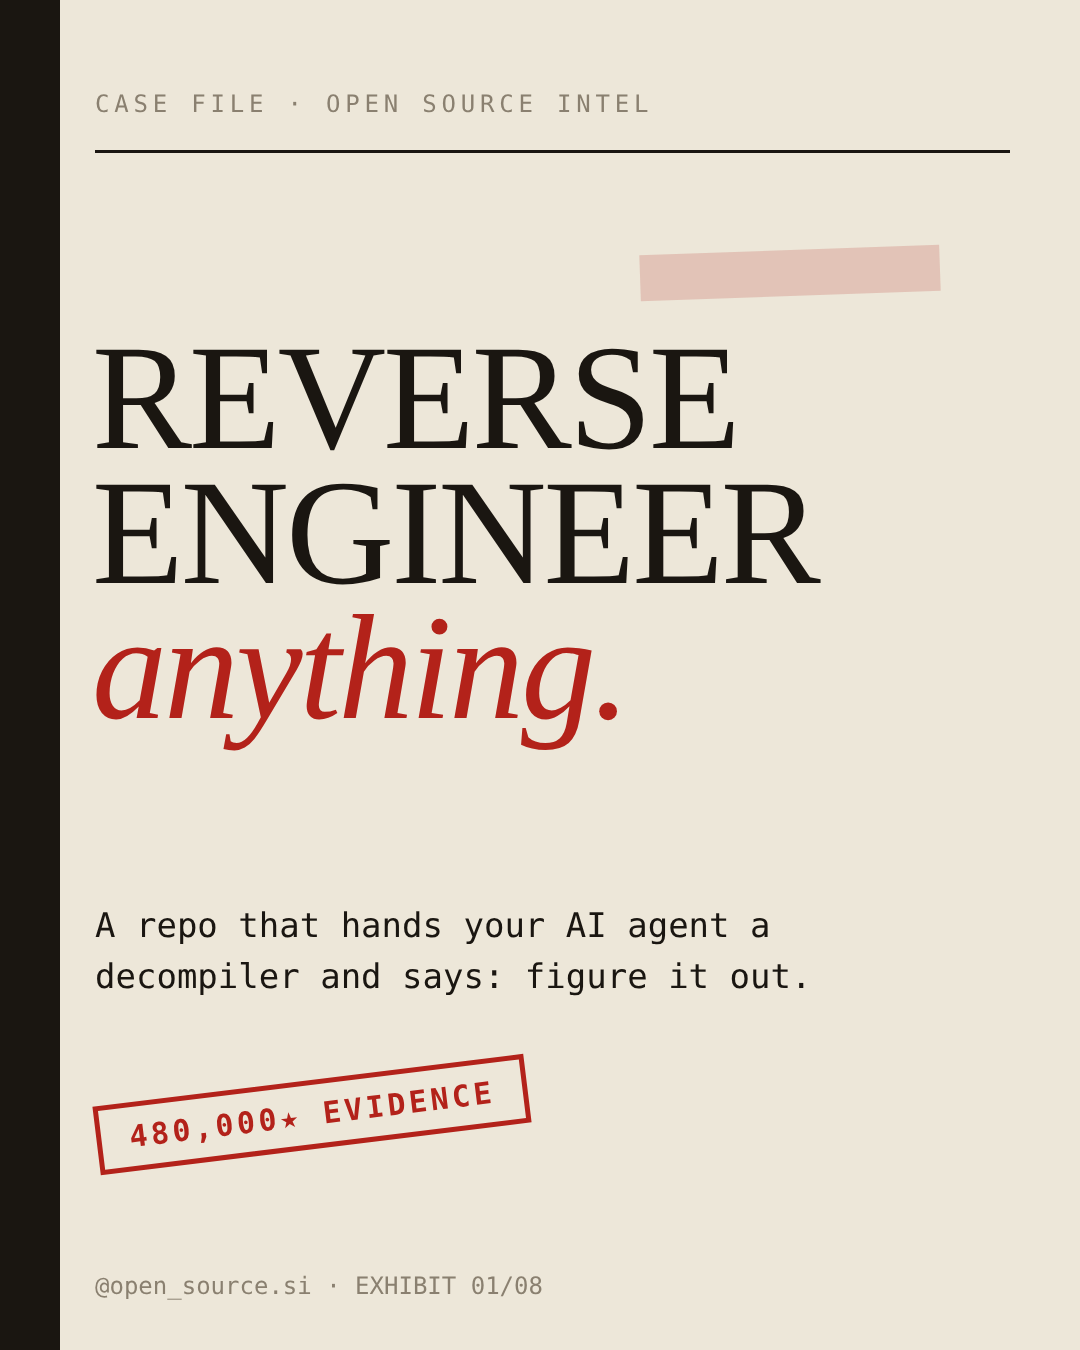 CASE FILE · OPEN SOURCE INTEL
REVERSE
ENGINEER
anything.
A repo that hands your AI agent a
decompiler and says: figure it out.
480,000★ EVIDENCE
@open_source.si · EXHIBIT 01/08